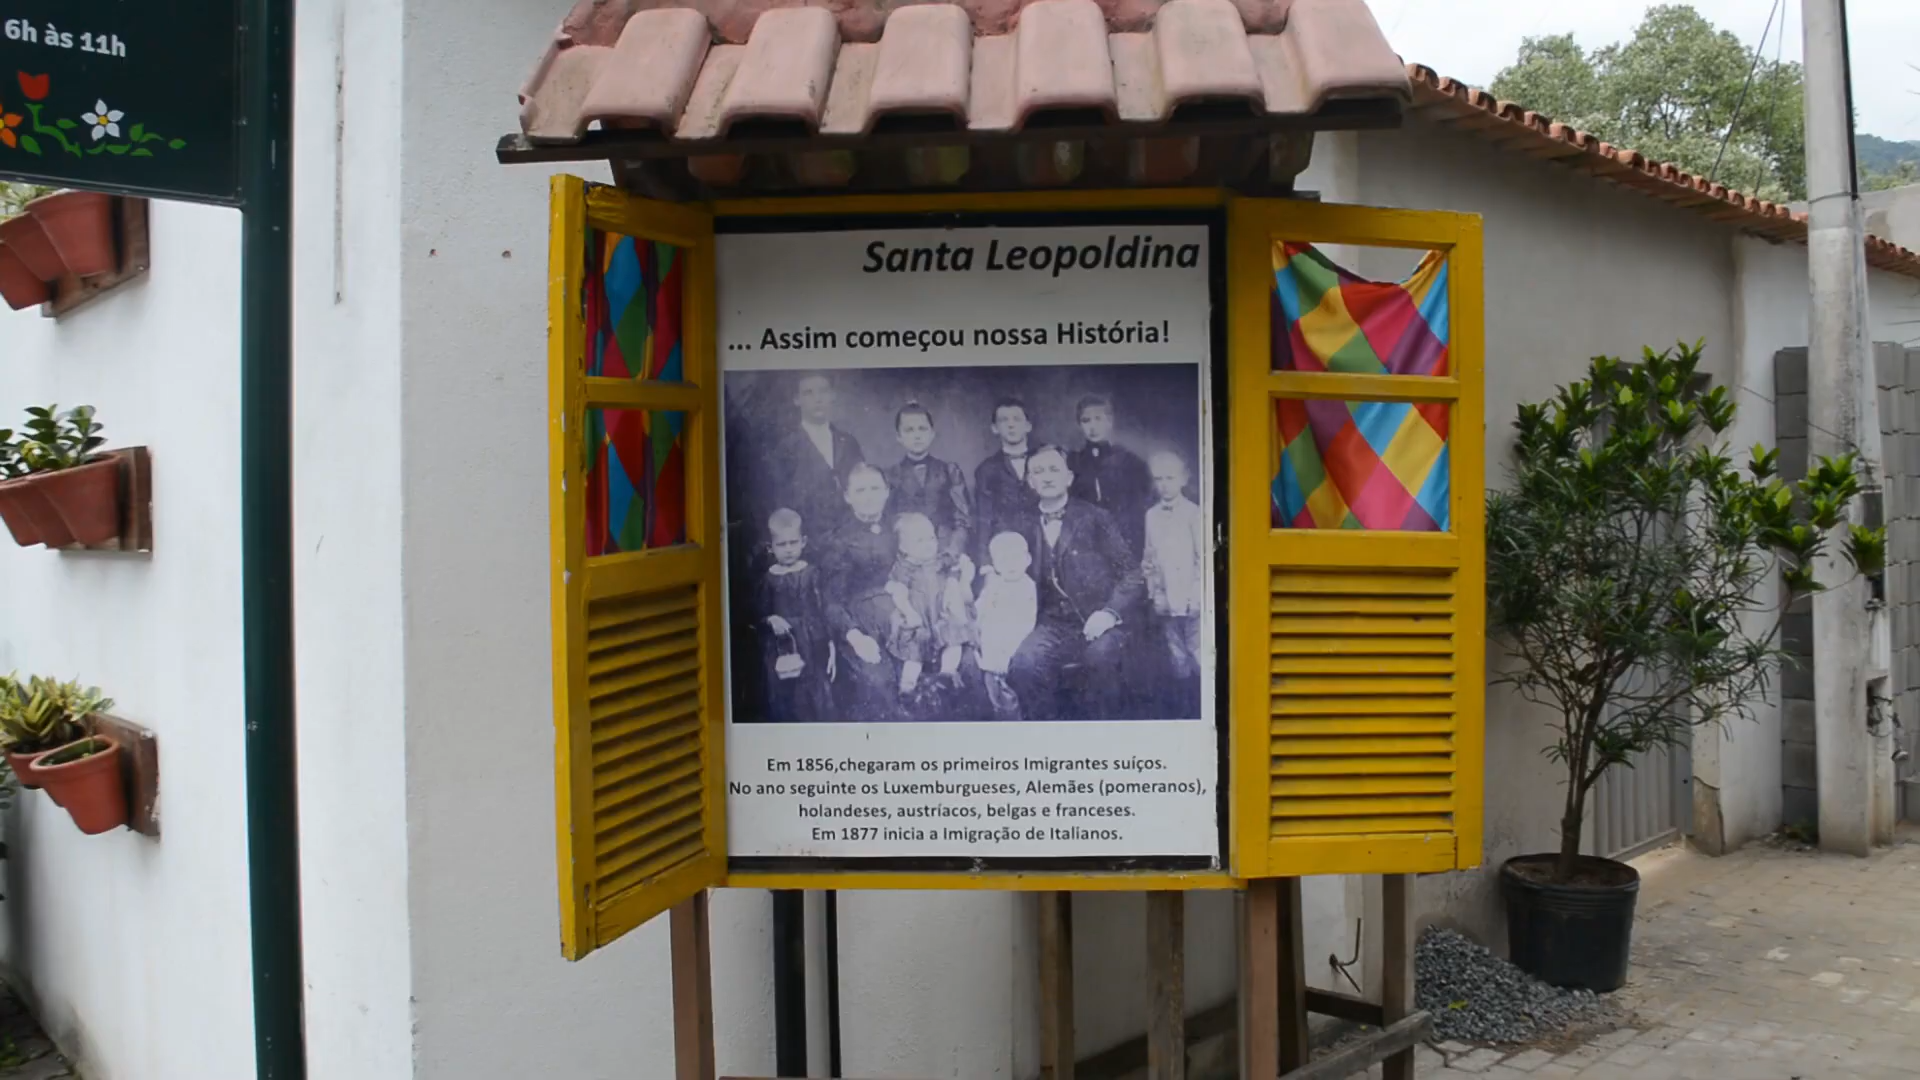 6h às 11h
Santa Leopoldina
... Assim começou nossa História!
Em 1856,chegaram os primeiros Imigrantes suíços.
No ano seguinte os Luxemburgueses, Alemães (pomeranos),
holandeses, austríacos, belgas e franceses.
Em 1877 inicia a Imigração de Italianos.